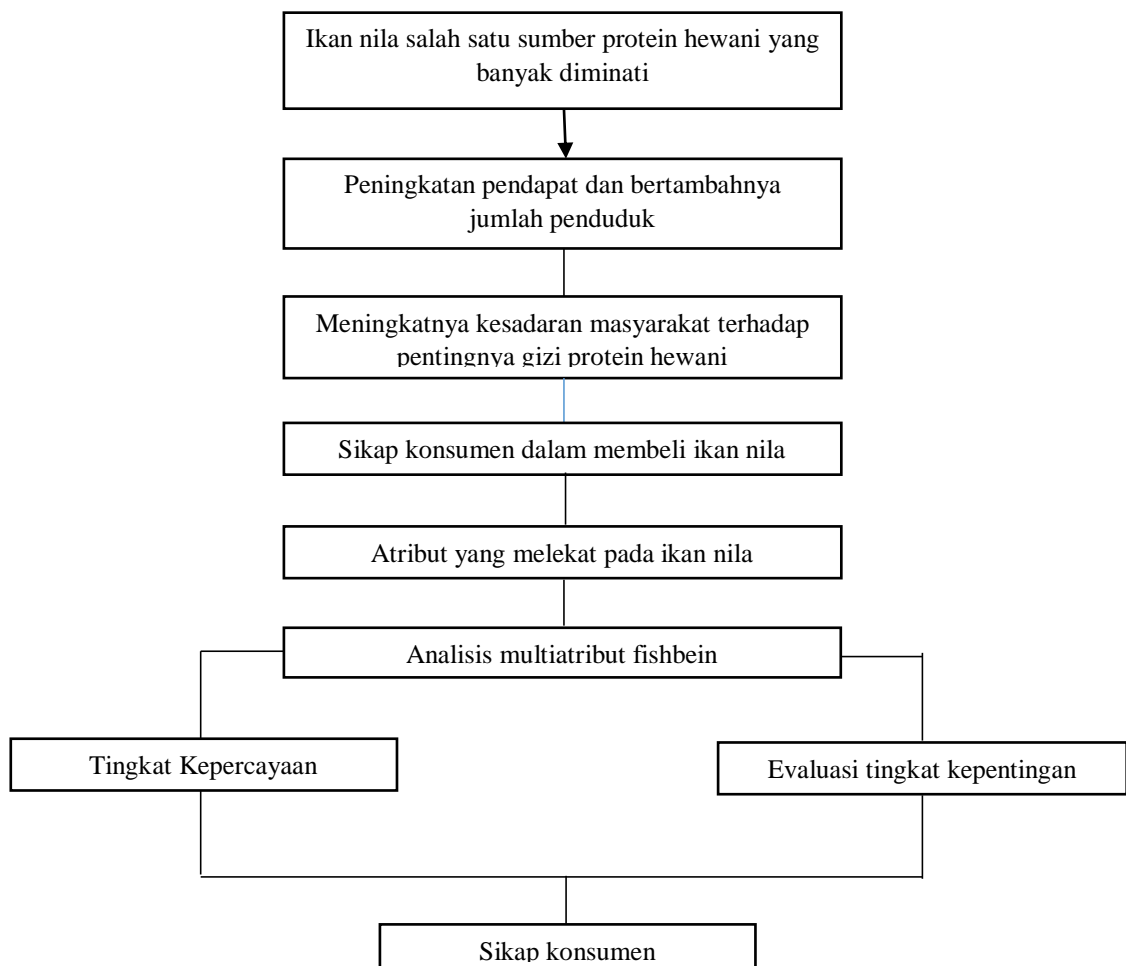 Ikan nila salah satu sumber protein hewani yang
banyak diminati
Peningkatan pendapat dan bertambahnya
jumlah penduduk
Meningkatnya kesadaran masyarakat terhadap
pentingnya gizi protein hewani
Sikap konsumen dalam membeli ikan nila
Atribut yang melekat pada ikan nila
Analisis multiatribut fishbein
Tingkat Kepercayaan
Evaluasi tingkat kepentingan
Sikap konsumen